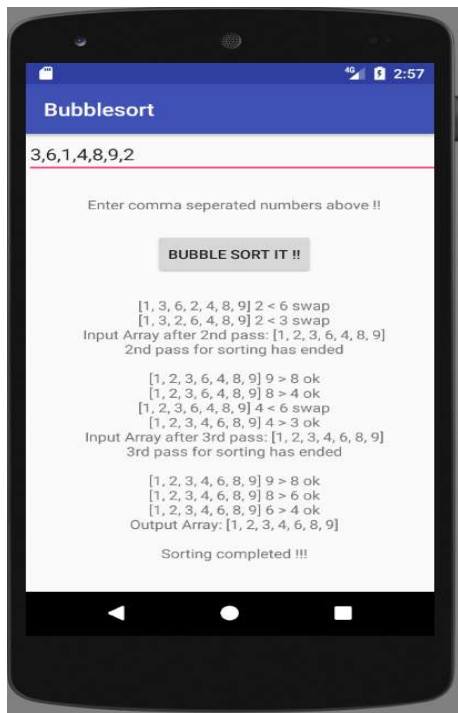 4G 2:57
Bubblesort
3,6,1,4,8,9,2
Enter comma seperated numbers above !!
BUBBLE SORT IT !!
[1, 3, 6, 2, 4, 8, 9] 2 < 6 swap
[1, 3, 2, 6, 4, 8, 9] 2 < 3 swap
Input Array after 2nd pass: [1, 2, 3, 6, 4, 8, 9]
2nd pass for sorting has ended
[1, 2, 3, 6, 4, 8, 9] 9 > 8 ok
[1, 2, 3, 6, 4, 8, 9] 8 > 4 ok
[1, 2, 3, 6, 4, 8, 9] 4 < 6 swap
[1, 2, 3, 4, 6, 8, 9] 4 > 3 ok
Input Array after 3rd pass: [1, 2, 3, 4, 6, 8, 9]
3rd pass for sorting has ended
[1, 2, 3, 4, 6, 8, 9] 9 > 8 ok
[1, 2, 3, 4, 6, 8, 9] 8 > 6 ok
[1, 2, 3, 4, 6, 8, 9] 6 > 4 ok
Output Array: [1, 2, 3, 4, 6, 8, 9]
Sorting completed !!!